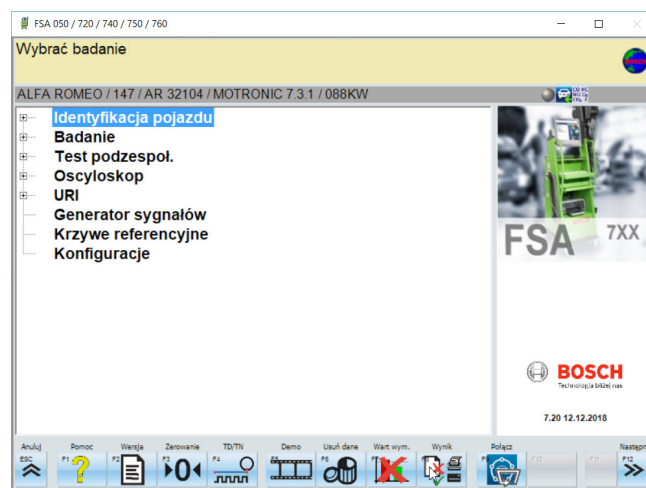 FSA 050 / 720 / 740 / 750 / 760
Wybrać badanie
ALFA ROMEO / 147 / AR 32104 / MOTRONIC 7.3.1 / 088KW
Identyfikacja pojazdu
Badanie
Test podzespoł.
Oscyloskop
URI
Generator sygnałów
Krzywe referencyjne
Konfiguracje
FSA 7XX
BOSCH
Technologia bliżej nas
7.20 12.12.2018
Anuluj Pomoc Wersja Zerowanie TD/TN Demo Usuń dane Wart wym. Wynik Połącz Następn
ESC F1 F2 F3 F4 F6 F10 F11 F12